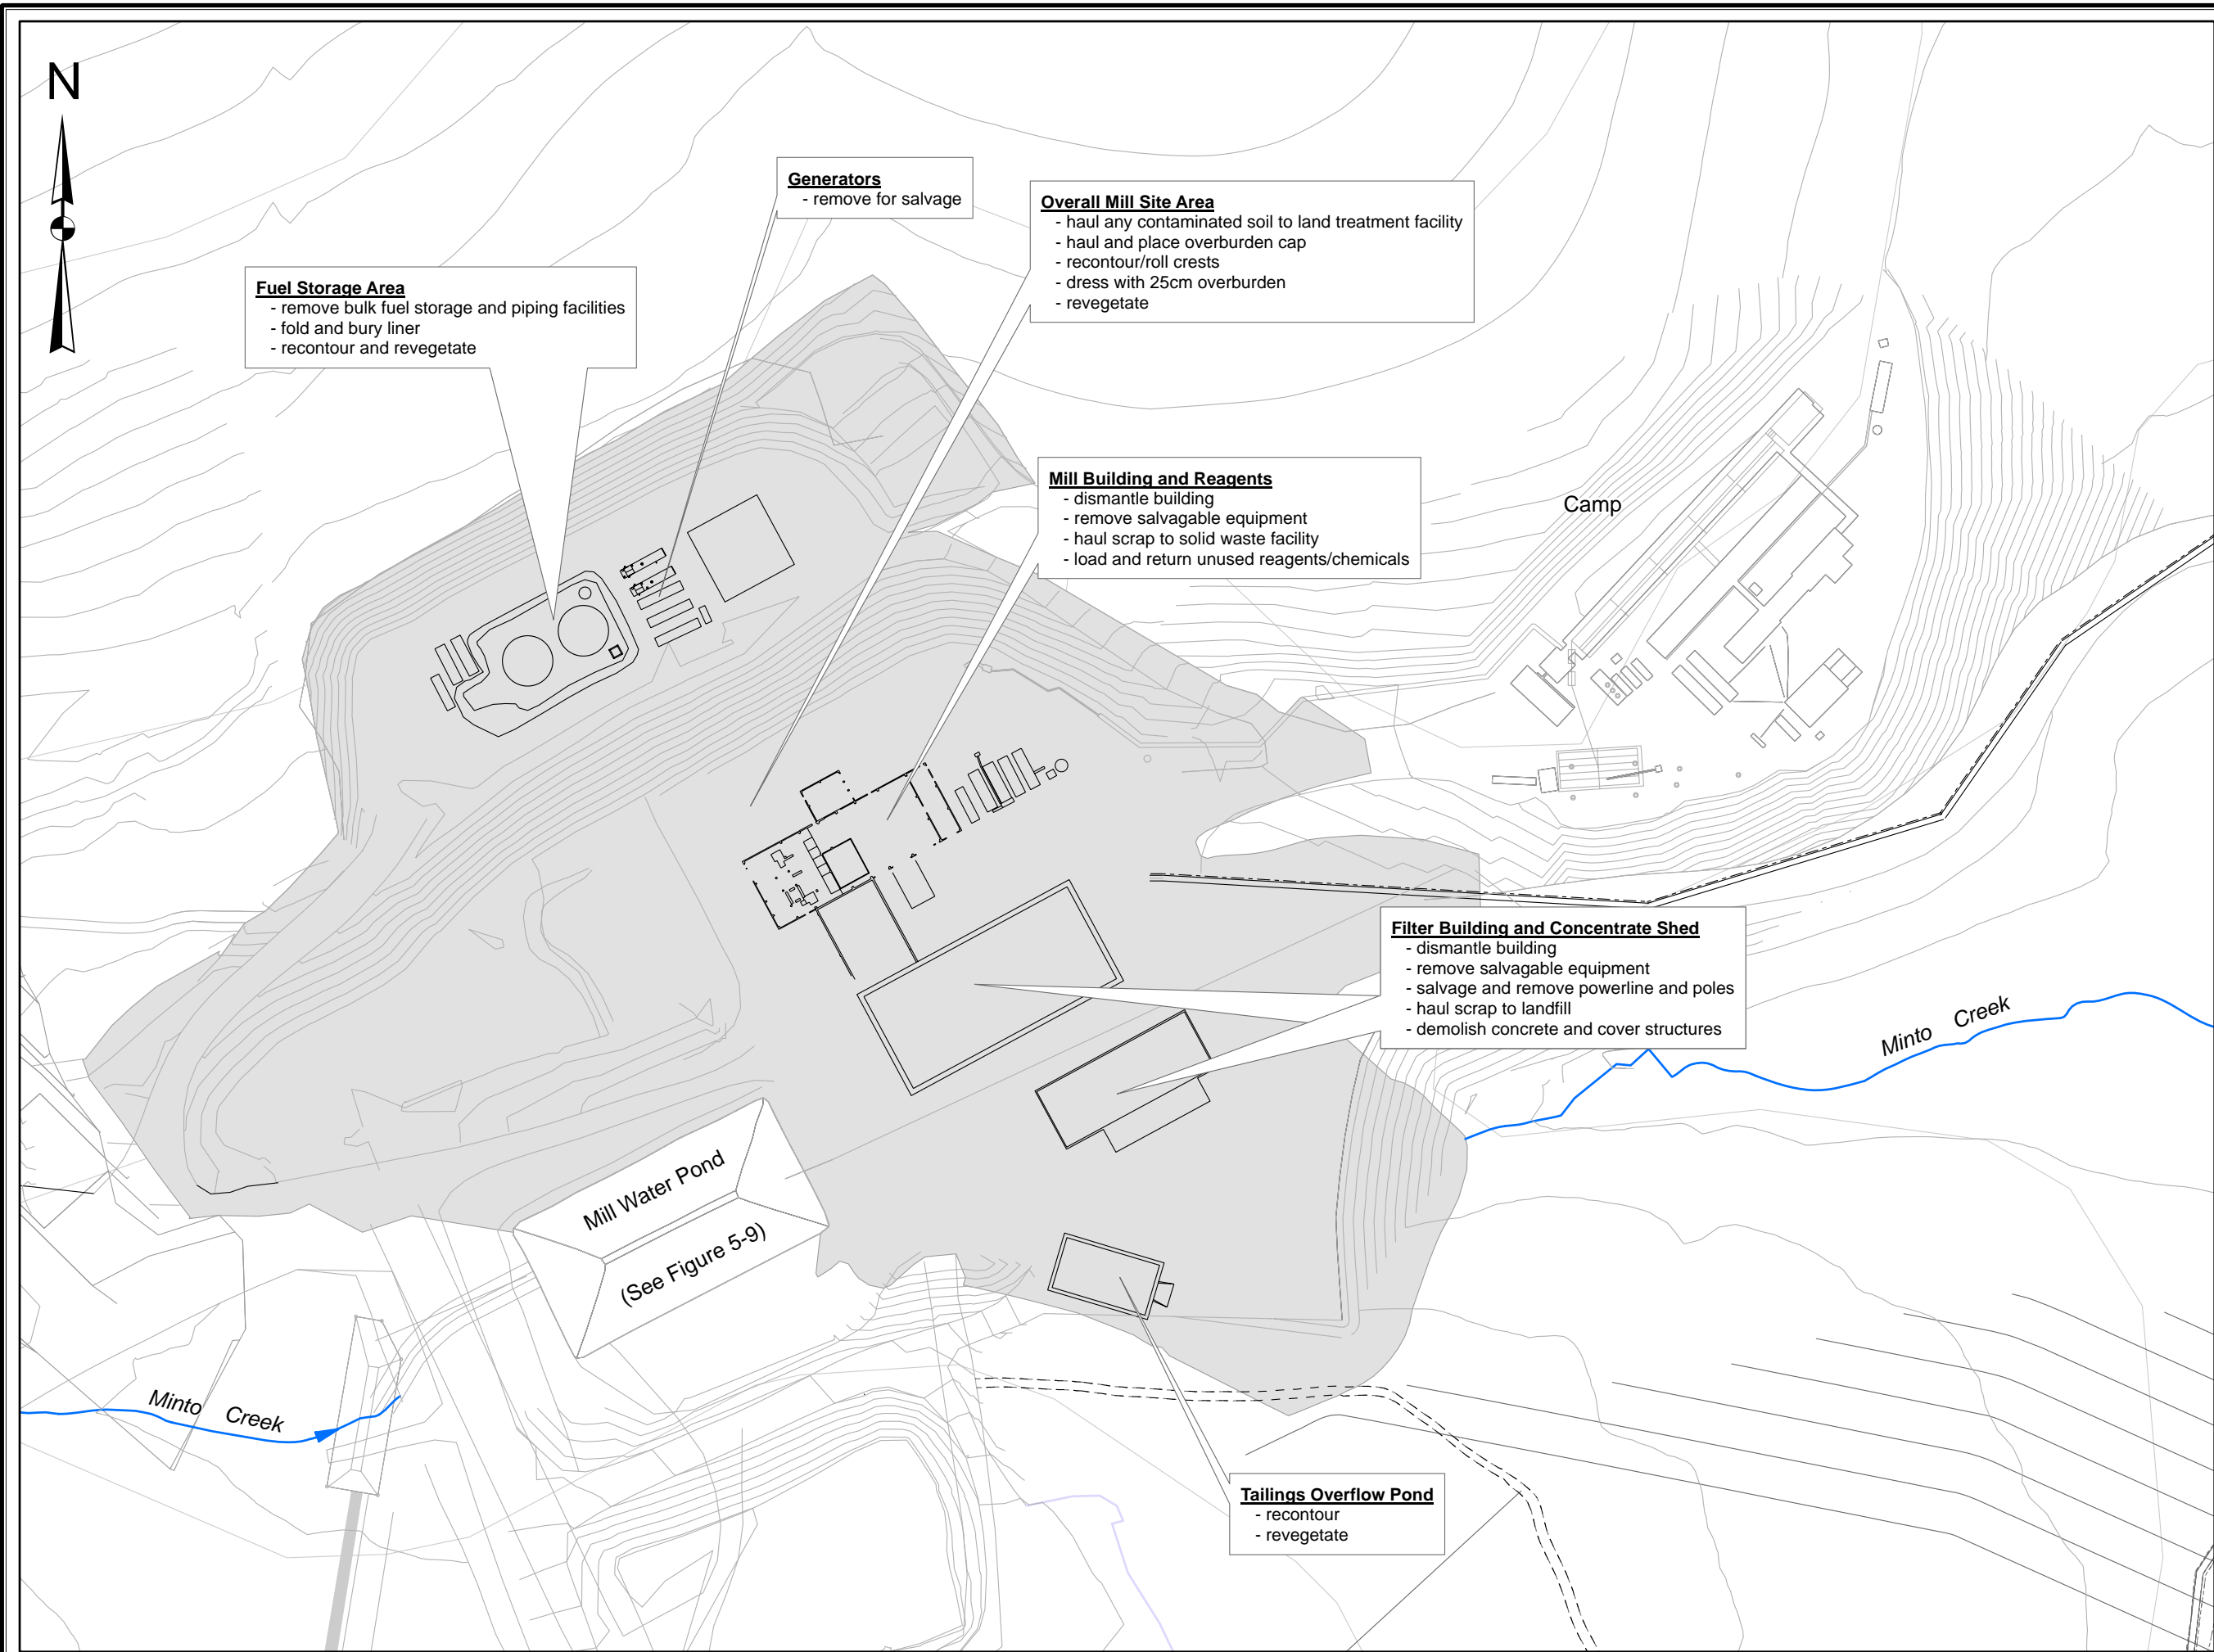 N
Generators
- remove for salvage
Overall Mill Site Area
- haul any contaminated soil to land treatment facility
- haul and place overburden cap
- recontour/roll crests
- dress with 25cm overburden
- revegetate
Fuel Storage Area
- remove bulk fuel storage and piping facilities
- fold and bury liner
- recontour and revegetate
Mill Building and Reagents
- dismantle building
- remove salvagable equipment
- haul scrap to solid waste facility
- load and return unused reagents/chemicals
Camp
Filter Building and Concentrate Shed
- dismantle building
- remove salvagable equipment
- salvage and remove powerline and poles
- haul scrap to landfill
- demolish concrete and cover structures
Minto Creek
Mill Water Pond
(See Figure 5-9)
Minto Creek
Tailings Overflow Pond
- recontour
- revegetate